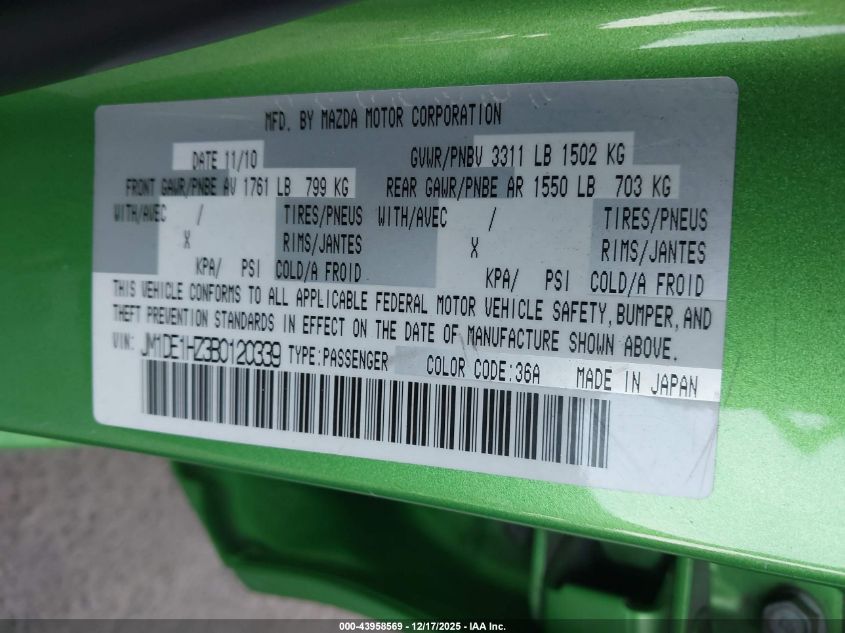 MFD. BY MAZDA MOTOR CORPORATION
DATE 11/10 GVWR/PNBV 3311 LB 1502 KG
FRONT GAWR/PNBE AV 1761 LB 799 KG REAR GAWR/PNBE AR 1550 LB 703 KG
WITH/AVEC / TIRES/PNEUS WITH/AVEC / TIRES/PNEUS
X RIMS/JANTES X RIMS/JANTES
KPA/ PSI COLD/A FROID KPA/ PSI COLD/A FROID
THIS VEHICLE CONFORMS TO ALL APPLICABLE FEDERAL MOTOR VEHICLE SAFETY, BUMPER, AND
THEFT PREVENTION STANDARDS IN EFFECT ON THE DATE OF MANUFACTURE SHOWN ABOVE.
VIN: JM1DE1HZ3B0120339 TYPE:PASSENGER COLOR CODE:36A MADE IN JAPAN
000-43958569 - 12/17/2025 - IAA Inc.